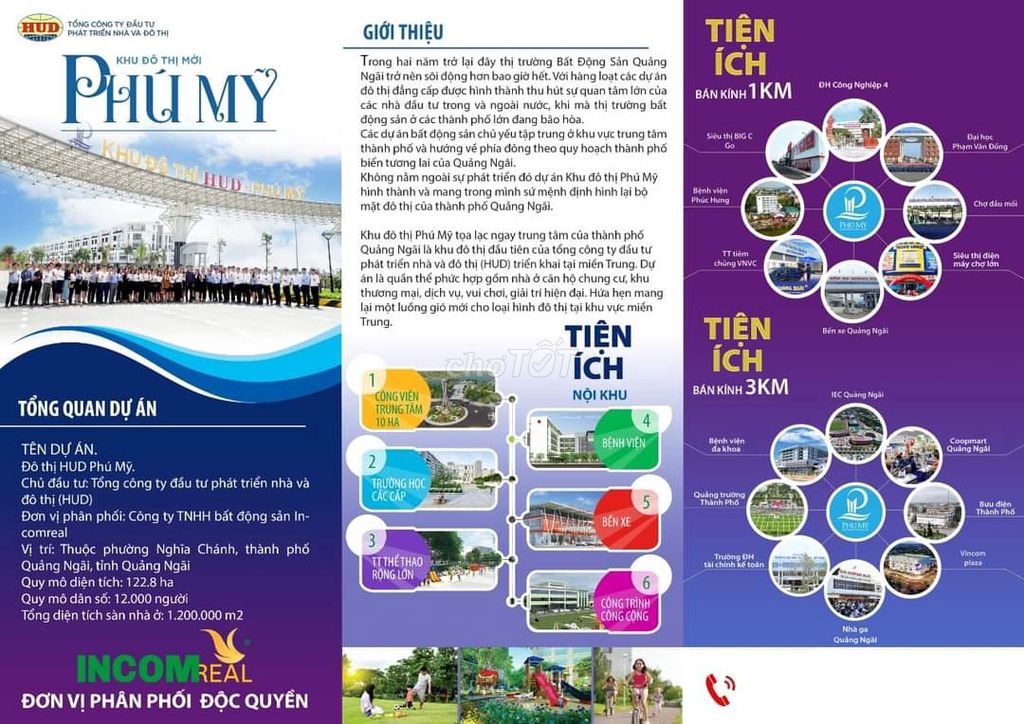 HUD
TỔNG CÔNG TY ĐẦU TƯ
PHÁT TRIỂN NHÀ VÀ ĐÔ THỊ
KHU ĐÔ THỊ MỚI
PHÚ MỸ
KHU ĐÔ THỊ HUD PHÚ MỸ
TỔNG QUAN DỰ ÁN
TÊN DỰ ÁN.
Đô thị HUD Phú Mỹ.
Chủ đầu tư: Tổng công ty đầu tư phát triển nhà và
đô thị (HUD)
Đơn vị phân phối: Công ty TNHH bất động sản In-
comreal
Vị trí: Thuộc phường Nghĩa Chánh, thành phố
Quảng Ngãi, tỉnh Quảng Ngãi
Quy mô diện tích: 122.8 ha
Quy mô dân số: 12.000 người
Tổng diện tích sàn nhà ở: 1.200.000 m2
INCOMREAL
ĐƠN VỊ PHÂN PHỐI ĐỘC QUYỀN
GIỚI THIỆU
Trong hai năm trở lại đây thị trường Bất Động Sản Quảng
Ngãi trở nên sôi động hơn bao giờ hết. Với hàng loạt các dự án
đô thị đẳng cấp được hình thành thu hút sự quan tâm lớn của
các nhà đầu tư trong và ngoài nước, khi mà thị trường bất
động sản ở các thành phố lớn đang bão hòa.
Các dự án bất động sản chủ yếu tập trung ở khu vực trung tâm
thành phố và hướng về phía đông theo quy hoạch thành phố
biển tương lai của Quảng Ngãi.
Không nằm ngoài sự phát triển đó dự án Khu đô thị Phú Mỹ
hình thành và mang trong mình sứ mệnh định hình lại bộ
mặt đô thị của thành phố Quảng Ngãi.
Khu đô thị Phú Mỹ tọa lạc ngay trung tâm của thành phố
Quảng Ngãi là khu đô thị đầu tiên của tổng công ty đầu tư
phát triển nhà và đô thị (HUD) triển khai tại miền Trung. Dự
án là quần thể phức hợp gồm nhà ở căn hộ chung cư, khu
thương mại, dịch vụ, vui chơi, giải trí hiện đại. Hứa hẹn mang
lại một luồng gió mới cho loại hình đô thị tại khu vực miền
Trung.
chợTỐT
TIỆN
ÍCH
NỘI KHU
1
CÔNG VIÊN
TRUNG TÂM
10 HA
2
TRƯỜNG HỌC
CÁC CẤP
3
TT THỂ THAO
RỘNG LỚN
4
BỆNH VIỆN
5
BẾN XE
6
CÔNG TRÌNH
CÔNG CỘNG
TIỆN
ÍCH
BÁN KÍNH 1KM
ĐH Công Nghiệp 4
Siêu thị BIG C
Go
Đại học
Phạm Văn Đồng
Bệnh viện
Phúc Hưng
Chợ đầu mối
PHÚ MỸ
TT tiêm
chủng VNVC
Siêu thị điện
máy chợ lớn
Bến xe Quảng Ngãi
TIỆN
ÍCH
BÁN KÍNH 3KM
IEC Quảng Ngãi
Bệnh viện
đa khoa
Coopmart
Quảng Ngãi
Quảng trường
Thành Phố
Bưu điện
Thành Phố
PHÚ MỸ
Trường ĐH
tài chính kế toán
Vincom
plaza
Nhà ga
Quảng Ngãi